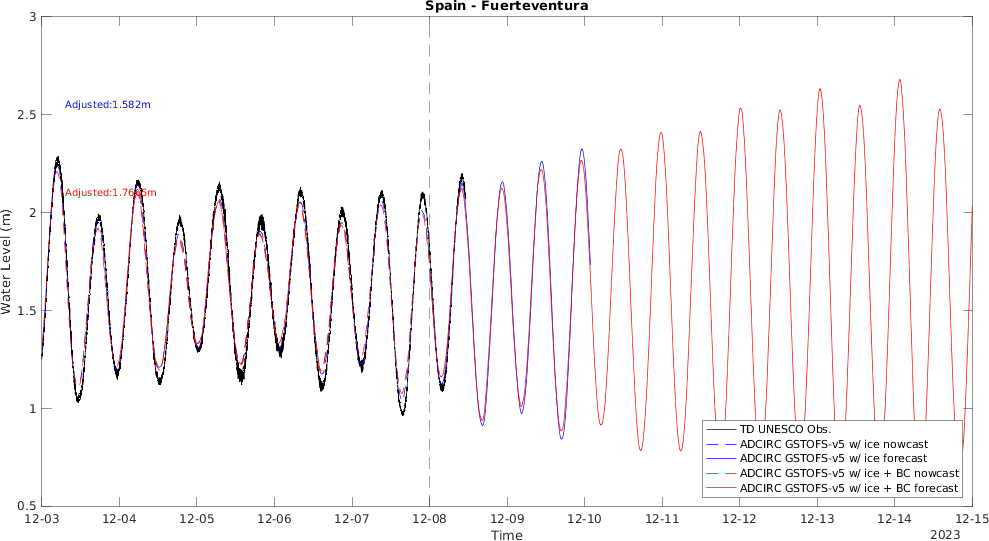 Spain - Fuerteventura
3
2.5
2
1.5
1
0.5
Water Level (m)
Adjusted:1.582m
TD UNESCO Obs.
ADCIRC GSTOFS-v5 w/ ice nowcast
ADCIRC GSTOFS-v5 w/ ice forecast
ADCIRC GSTOFS-v5 w/ ice + BC nowcast
ADCIRC GSTOFS-v5 w/ ice + BC forecast
12-03 12-04 12-05 12-06 12-07 12-08 12-09 12-10 12-11 12-12 12-13 12-14 12-15
Time
2023